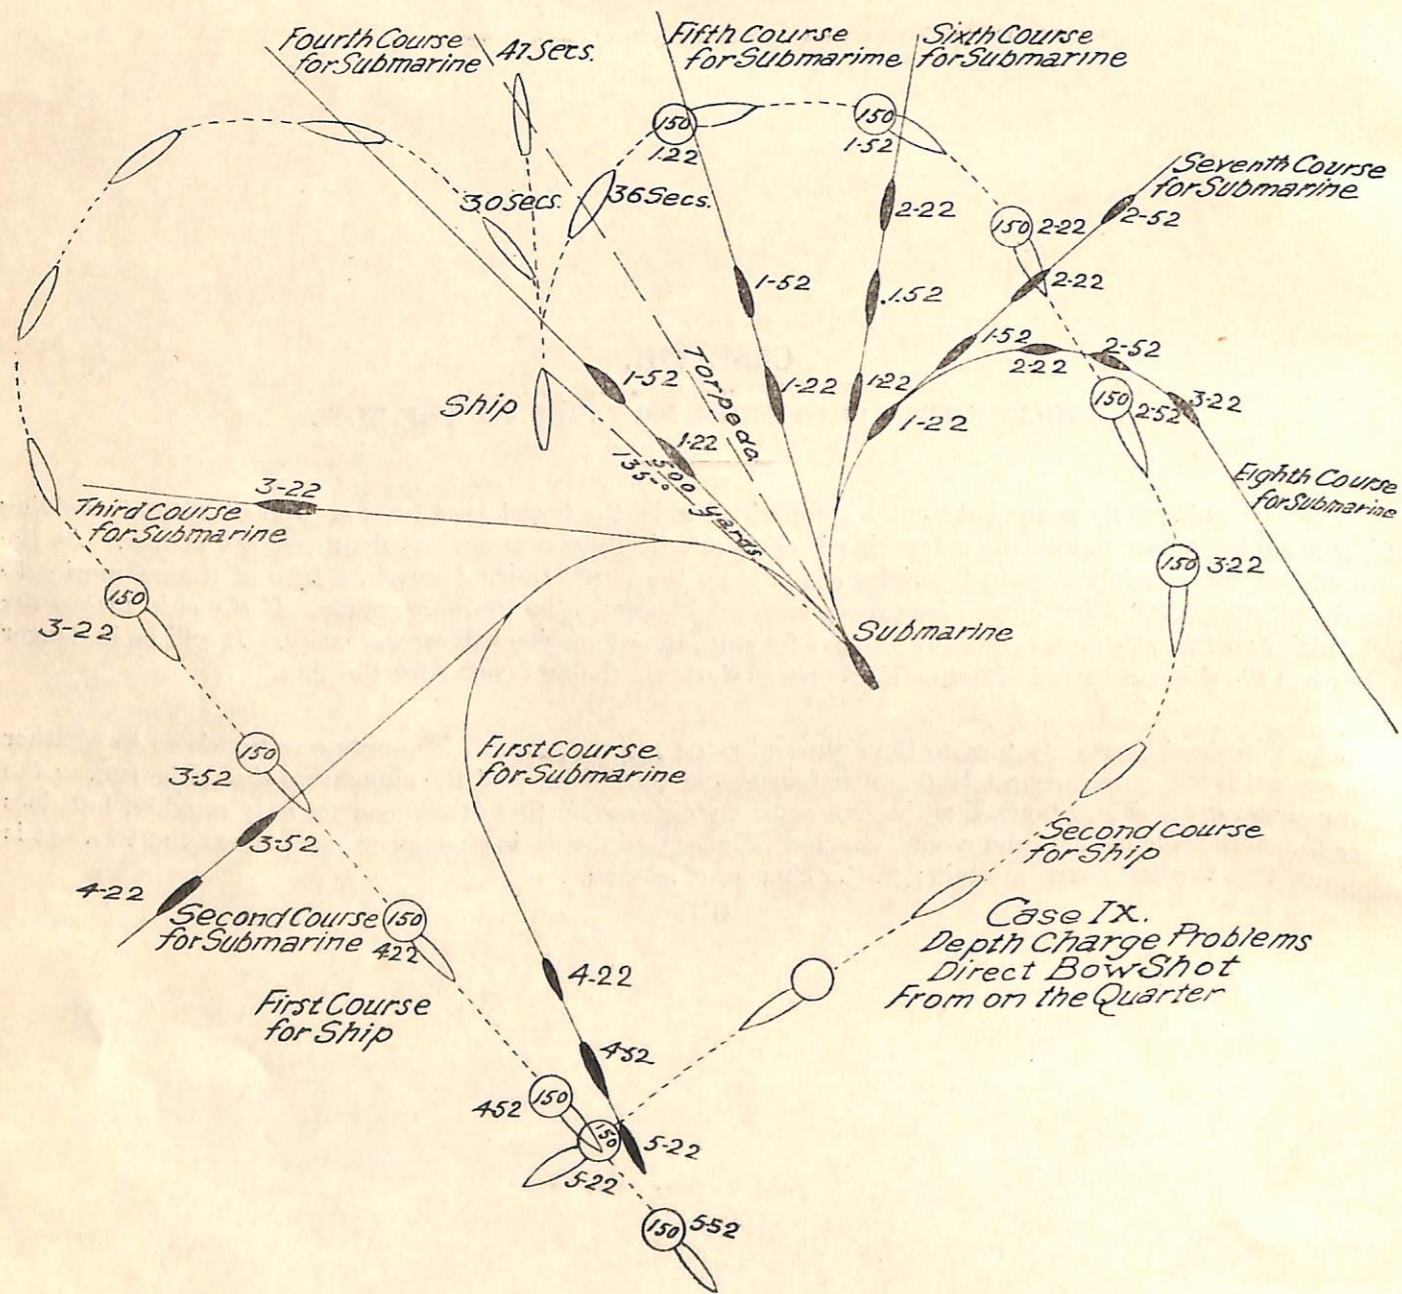 Fourth Course
for Submarine
47 Secs.
Fifth Course
for Submarime
Sixth Course
for Submarine
150
1.22
150
1-52
Seventh Course
for Submarine
30 Secs.
36 Secs.
2-22
150
2-22
2-52
1-52
1.52
2-22
1-52
2-22
2-52
Torpedo
1-52
1-22
1.22
1-22
150
2-52
3-22
Ship
1-22
500 yards
135°
Eighth Course
for Submarine
3-22
Third Course
for Submarine
150
3-22
150
3-22
Submarine
150
3-52
First Course
for Submarine
3-52
4-22
Second Course
for Submarine
150
422
Second Course
for Ship
First Course
for Ship
4-22
Case IX.
Depth Charge Problems
Direct Bow Shot
From on the Quarter
4-52
150
4-52
150
5-22
5-22
150
5-52